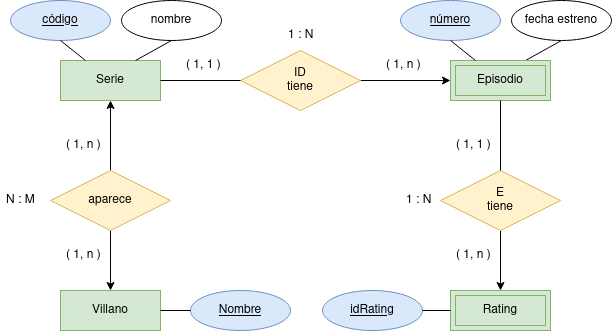 código
nombre
número
fecha estreno
1 : N
Serie
( 1, 1 )
ID
tiene
( 1, n )
Episodio
( 1, n )
( 1, 1 )
N : M
aparece
1 : N
E
tiene
( 1, n )
( 1, n )
Villano
Nombre
idRating
Rating